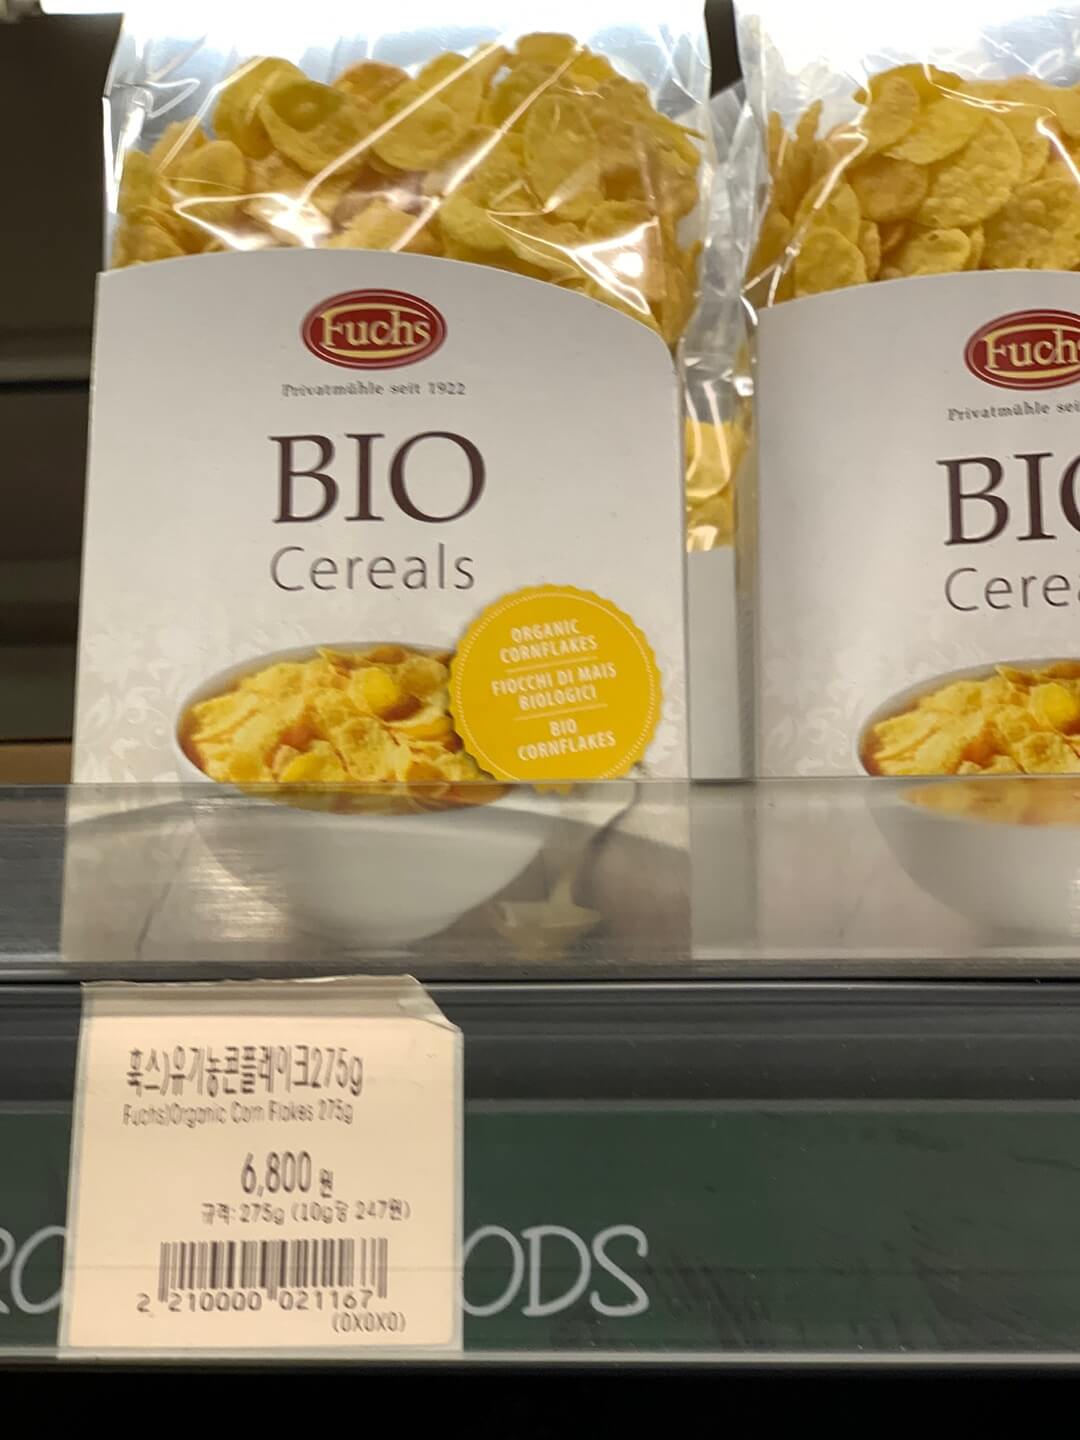 Fuchs
Privatmühle seit 1922
BIO
Cereals
ORGANIC
CORNFLAKES
FIOCCHI DI MAIS
BIOLOGICI
BIO
CORNFLAKES
Fuchs
Privatmühle sei
BIO
Cere
훅스)유기농콘플레이크275g
Fuchs)Organic Corn Flakes 275g
6,800 원
규격:275g (10g당 247원)
2 210000 021167
(0X0X0)
RO
ODS